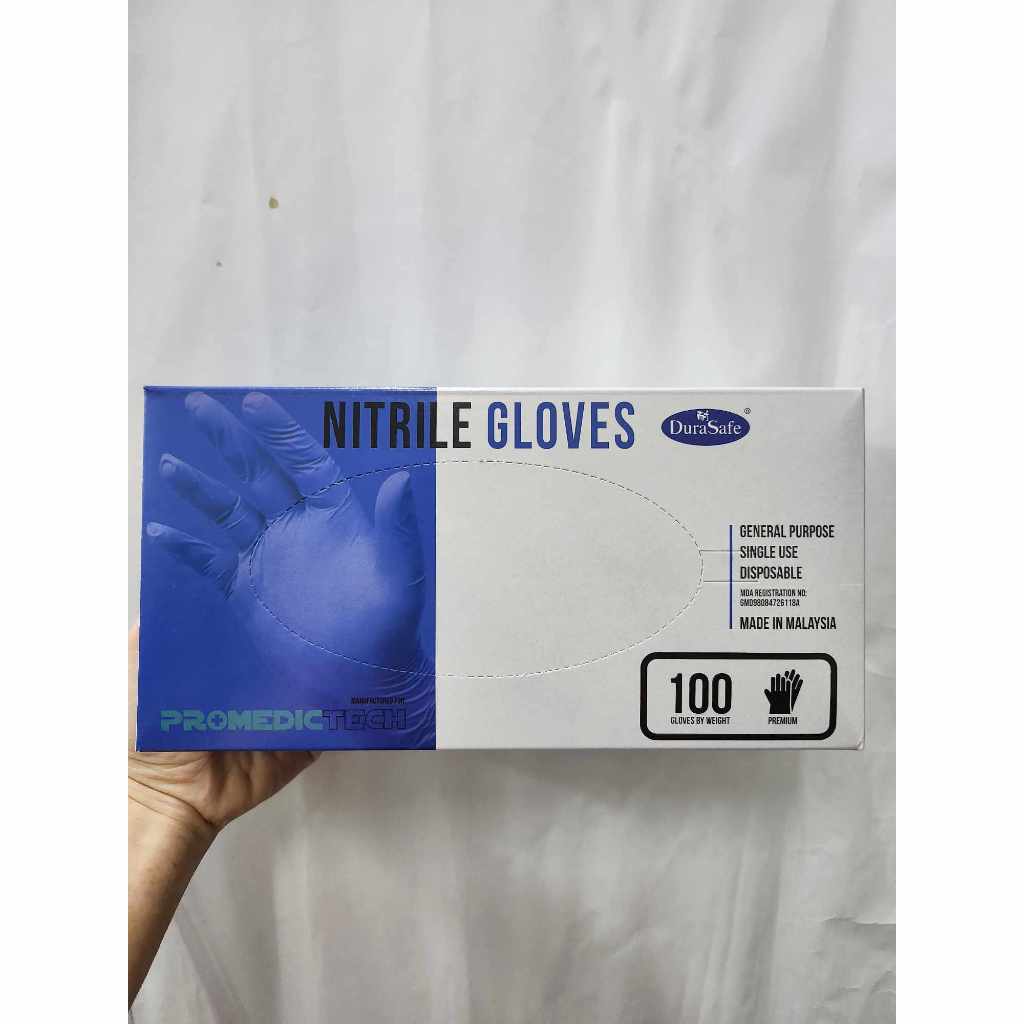 NITRILE GLOVES
DuraSafe®
GENERAL PURPOSE
SINGLE USE
DISPOSABLE
MDA REGISTRATION NO:
GMD98084726118A
MADE IN MALAYSIA
100
GLOVES BY WEIGHT
PREMIUM
MANUFACTURED FOR
PROMEDICTECH